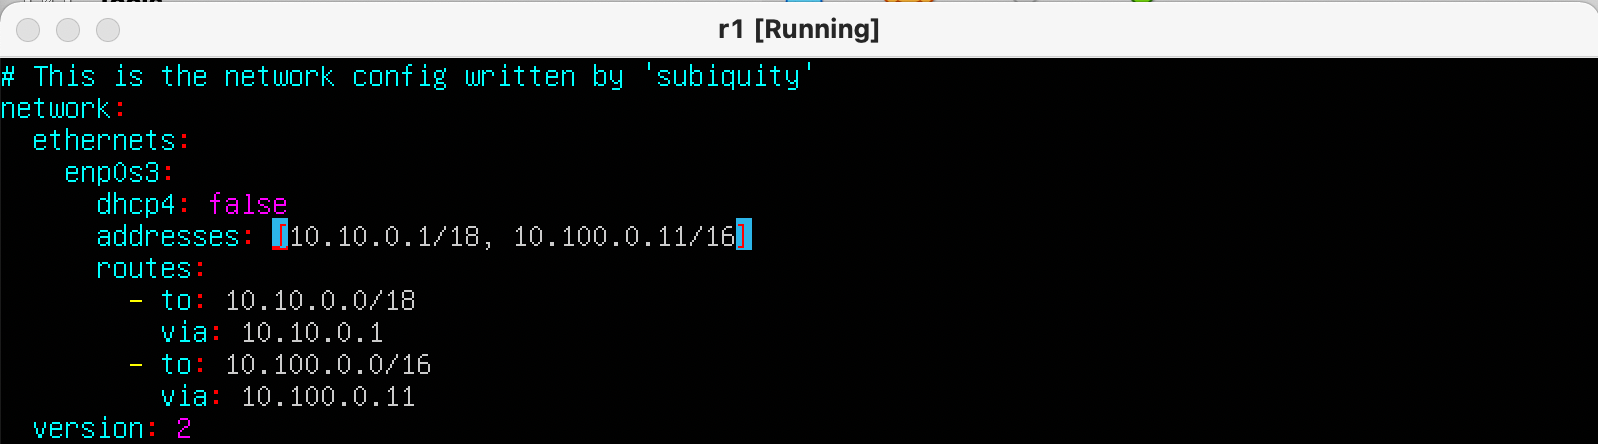 r1 [Running]
# This is the network config written by 'subiquity'
network:
  ethernets:
    enp0s3:
      dhcp4: false
      addresses: [10.10.0.1/18, 10.100.0.11/16]
      routes:
        - to: 10.10.0.0/18
          via: 10.10.0.1
        - to: 10.100.0.0/16
          via: 10.100.0.11
  version: 2